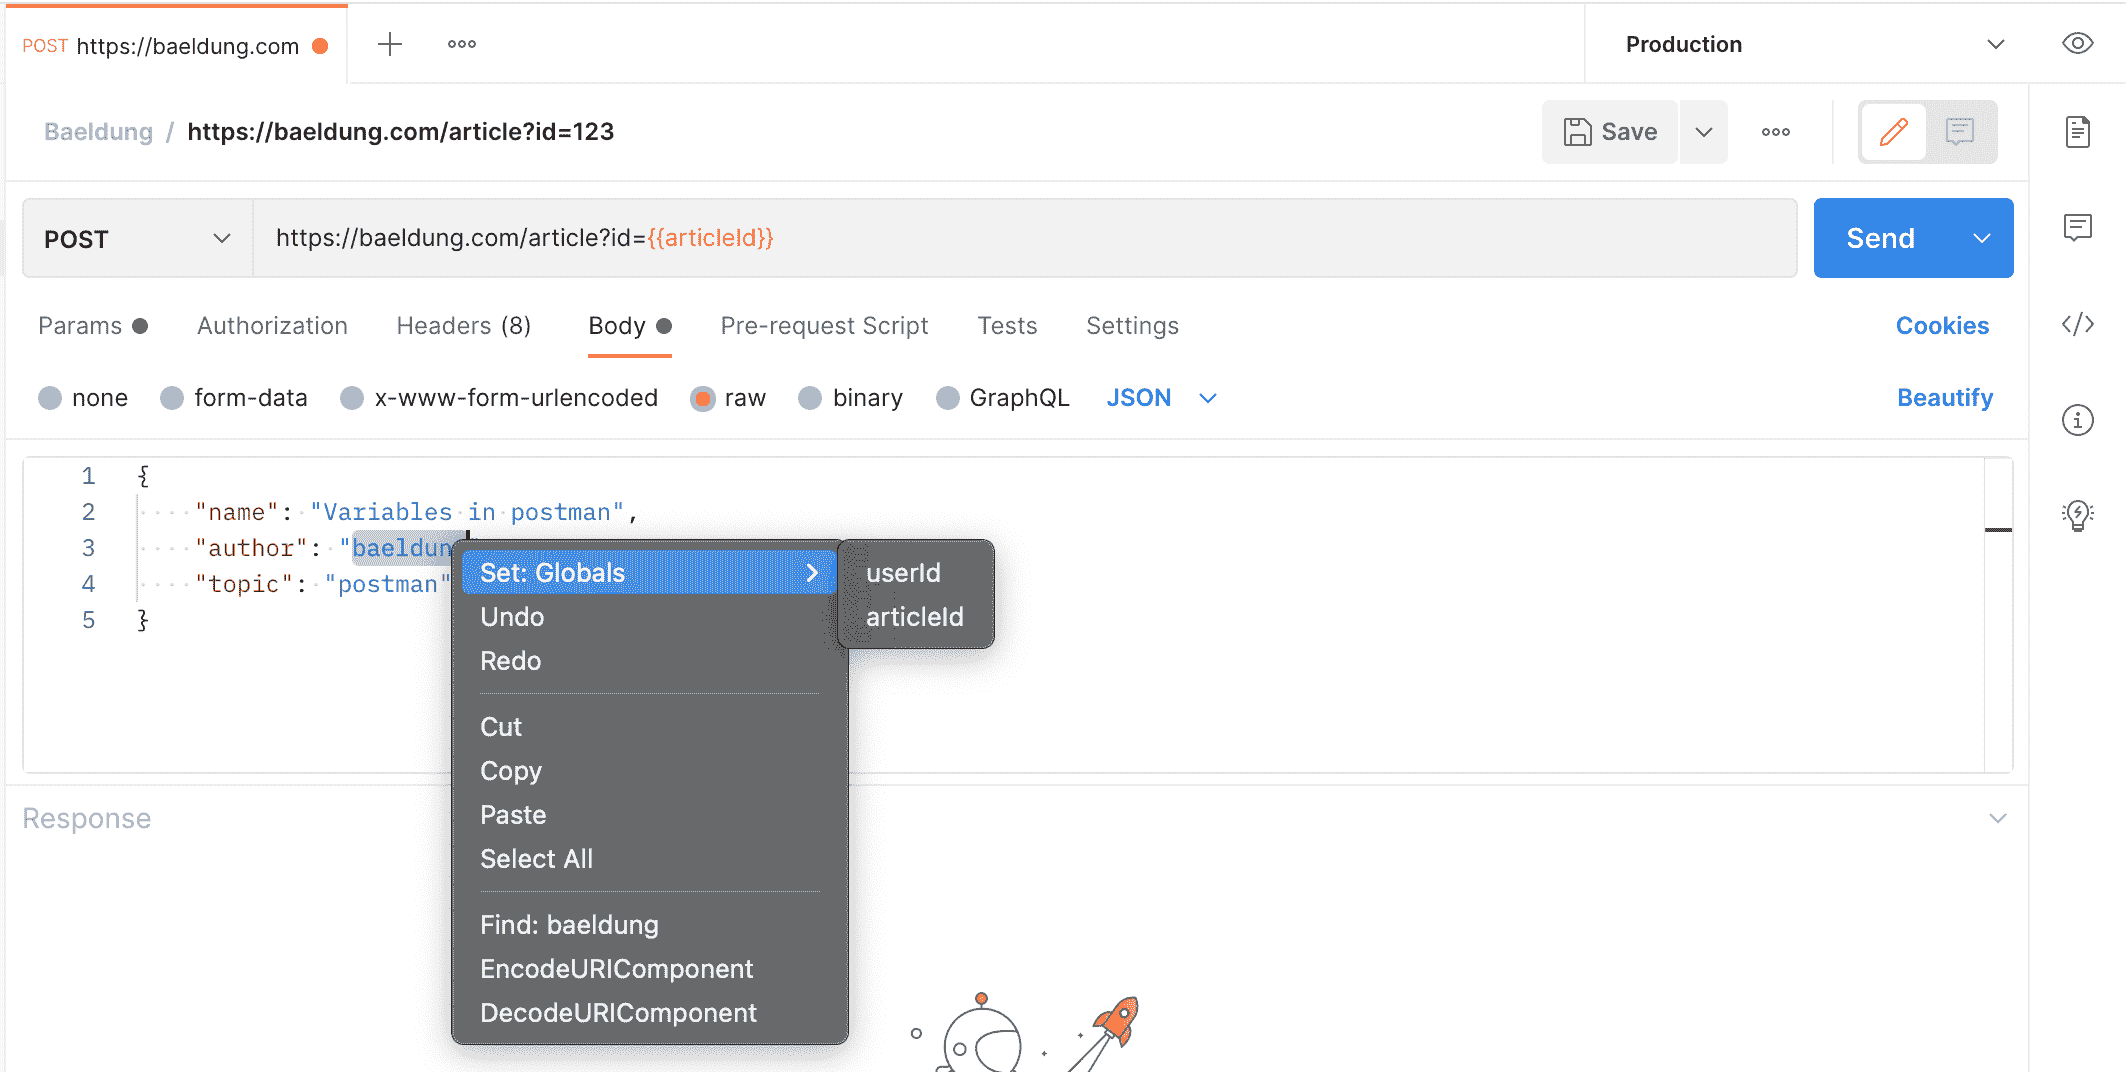 POST https://baeldung.com
Production
Baeldung / https://baeldung.com/article?id=123
Save
POST
https://baeldung.com/article?id={{articleId}}
Send
Params Authorization Headers (8) Body Pre-request Script Tests Settings Cookies
none form-data x-www-form-urlencoded raw binary GraphQL JSON Beautify
1 {
2 "name": "Variables in postman",
3 "author": "baeldung
4 "topic": "postman"
5 }
Set: Globals
userId
articleId
Undo
Redo
Cut
Copy
Paste
Select All
Find: baeldung
EncodeURIComponent
DecodeURIComponent
Response